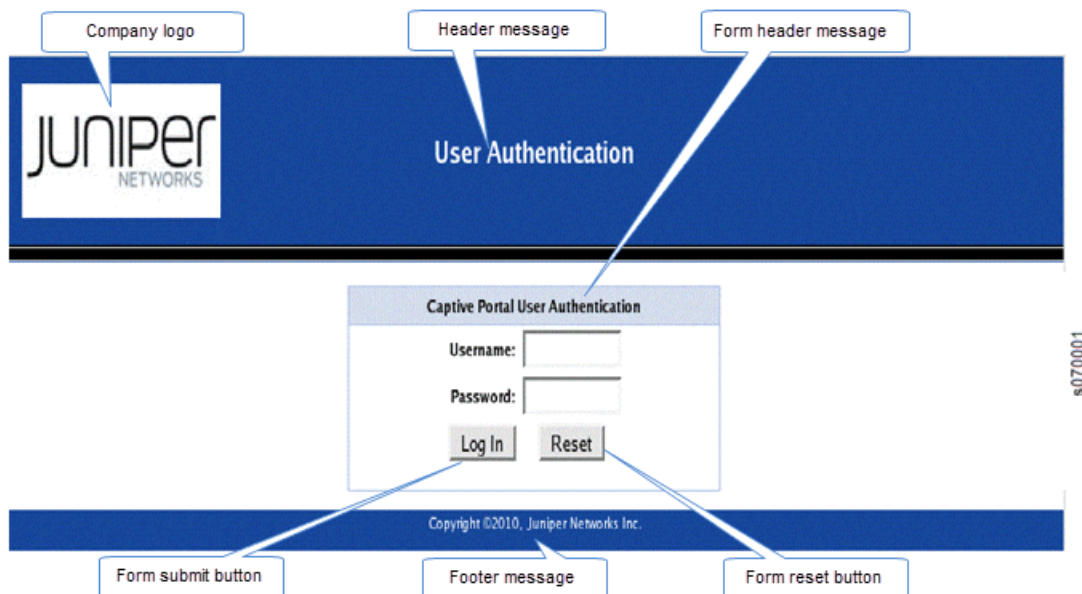 Company logo
Header message
Form header message
JUNIPer
NETWORKS
User Authentication
Captive Portal User Authentication
Username:
Password:
Log In
Reset
s070001
Copyright ©2010, Juniper Networks Inc.
Form submit button
Footer message
Form reset button